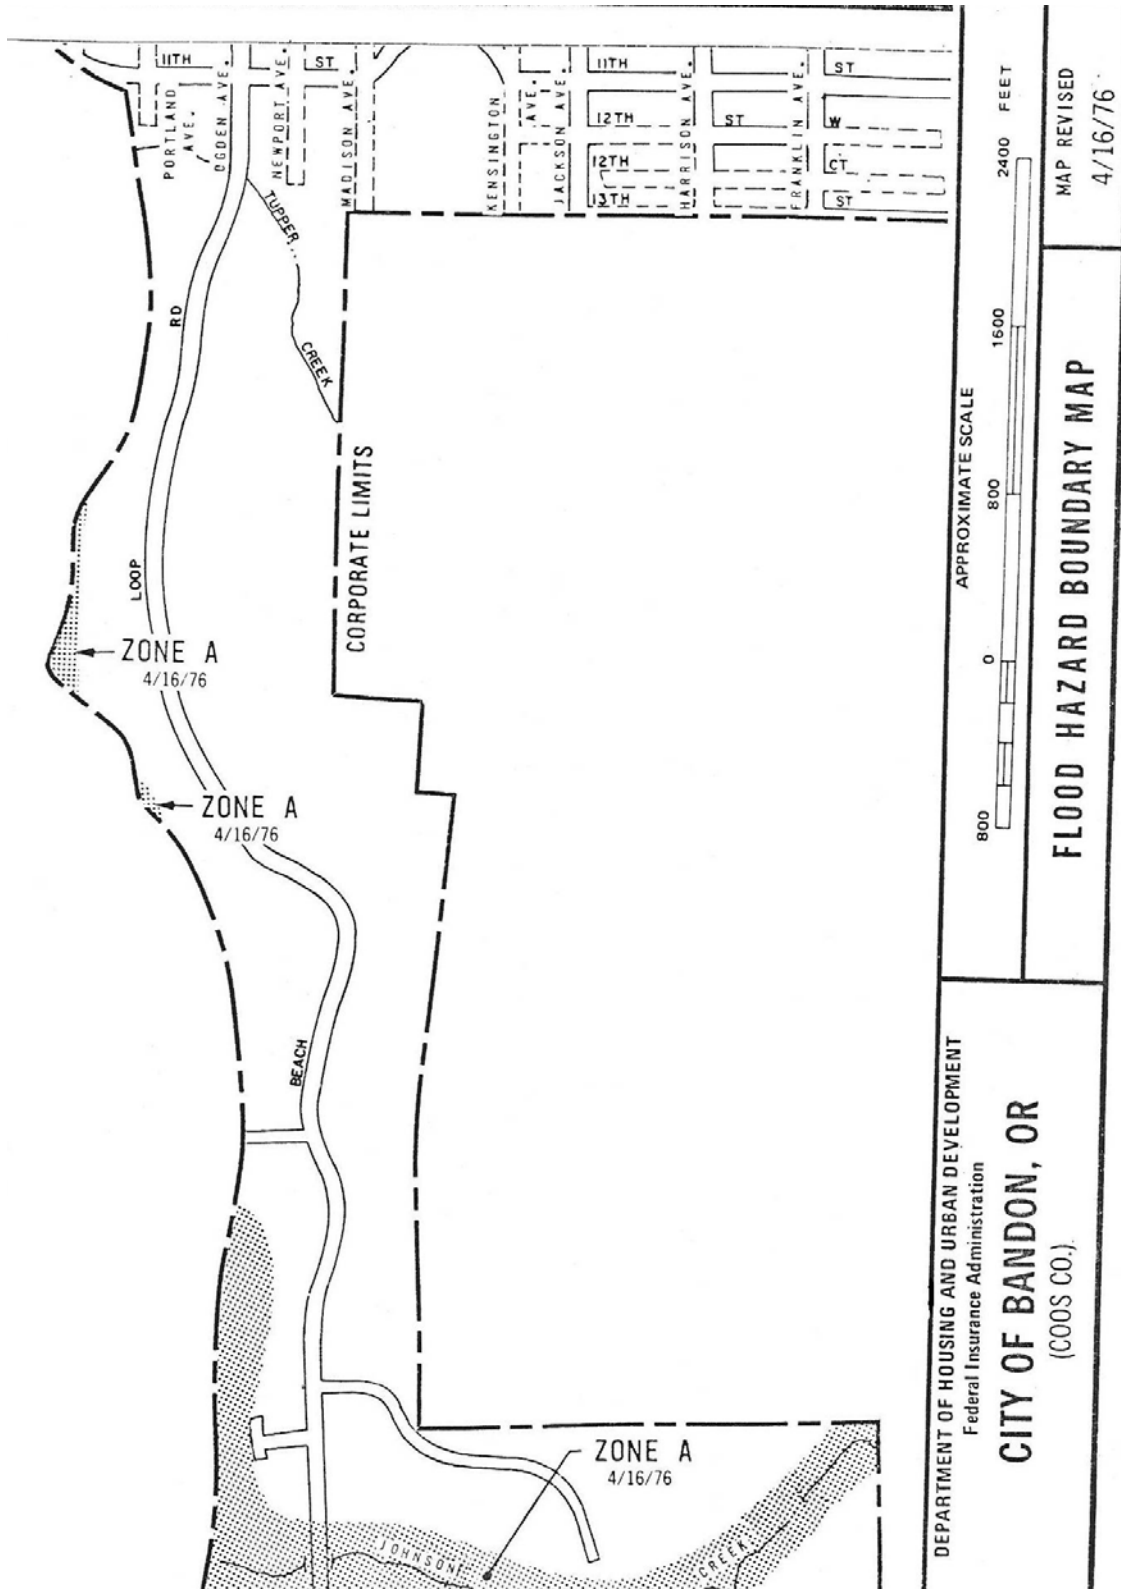 11TH ST
11TH ST
PORTLAND AVE.
OGDEN AVE.
NEWPORT AVE.
MADISON AVE.
KENSINGTON AVE.
JACKSON AVE.
HARRISON AVE.
FRANKLIN AVE.
12TH ST W
12TH CT
13TH ST
TUPPER
CREEK
RD
LOOP
CORPORATE LIMITS
ZONE A
4/16/76
ZONE A
4/16/76
BEACH
ZONE A
4/16/76
JOHNSON
CREEK
APPROXIMATE SCALE
800 0 800 1600 2400 FEET
MAP REVISED
4/16/76
FLOOD HAZARD BOUNDARY MAP
DEPARTMENT OF HOUSING AND URBAN DEVELOPMENT
Federal Insurance Administration
CITY OF BANDON, OR
(COOS CO.)